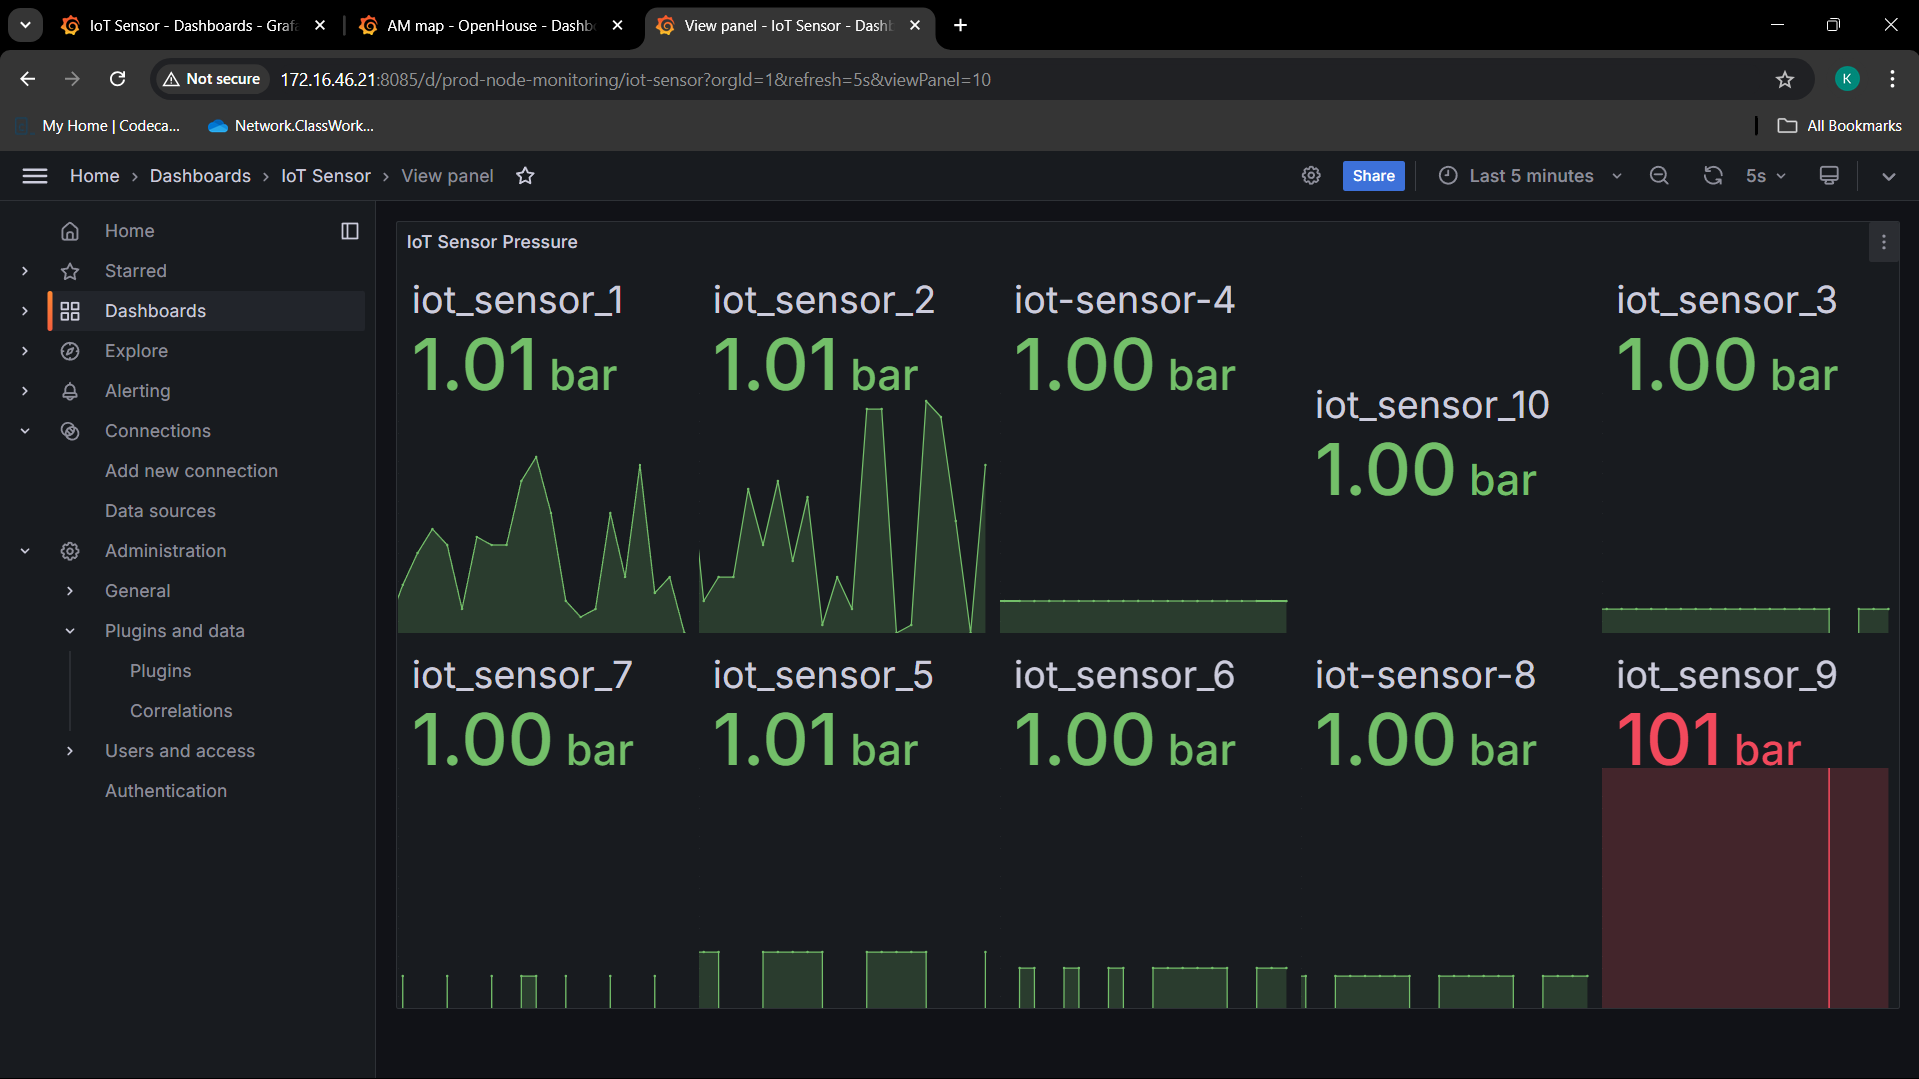 IoT Sensor - Dashboards - Grafa
AM map - OpenHouse - Dashbo
View panel - IoT Sensor - Dashb
Not secure
172.16.46.21:8085/d/prod-node-monitoring/iot-sensor?orgId=1&refresh=5s&viewPanel=10
K
My Home | Codeca...
Network.ClassWork...
All Bookmarks
Home › Dashboards › IoT Sensor › View panel
Share
Last 5 minutes
5s
Home
Starred
Dashboards
Explore
Alerting
Connections
Add new connection
Data sources
Administration
General
Plugins and data
Plugins
Correlations
Users and access
Authentication
IoT Sensor Pressure
iot_sensor_1
1.01 bar
iot_sensor_2
1.01 bar
iot-sensor-4
1.00 bar
iot_sensor_10
1.00 bar
iot_sensor_3
1.00 bar
iot_sensor_7
1.00 bar
iot_sensor_5
1.01 bar
iot_sensor_6
1.00 bar
iot-sensor-8
1.00 bar
iot_sensor_9
101 bar